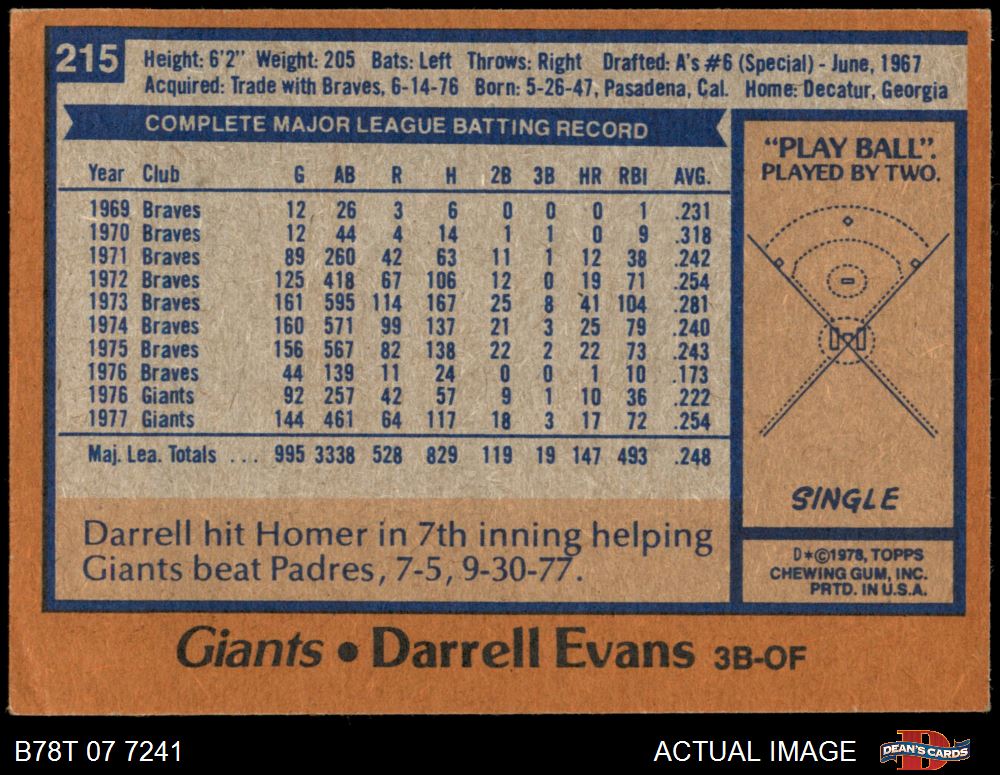 215
Height: 6'2" Weight: 205 Bats: Left Throws: Right Drafted: A's #6 (Special) - June, 1967
Acquired: Trade with Braves, 6-14-76 Born: 5-26-47, Pasadena, Cal. Home: Decatur, Georgia
COMPLETE MAJOR LEAGUE BATTING RECORD
Year Club G AB R H 2B 3B HR RBI AVG.
1969 Braves 12 26 3 6 0 0 0 1 .231
1970 Braves 12 44 4 14 1 1 0 9 .318
1971 Braves 89 260 42 63 11 1 12 38 .242
1972 Braves 125 418 67 106 12 0 19 71 .254
1973 Braves 161 595 114 167 25 8 41 104 .281
1974 Braves 160 571 99 137 21 3 25 79 .240
1975 Braves 156 567 82 138 22 2 22 73 .243
1976 Braves 44 139 11 24 0 0 1 10 .173
1976 Giants 92 257 42 57 9 1 10 36 .222
1977 Giants 144 461 64 117 18 3 17 72 .254
Maj. Lea. Totals ... 995 3338 528 829 119 19 147 493 .248
Darrell hit Homer in 7th inning helping
Giants beat Padres, 7-5, 9-30-77.
"PLAY BALL".
PLAYED BY TWO.
SINGLE
D*©1978, TOPPS
CHEWING GUM, INC.
PRTD. IN U.S.A.
Giants • Darrell Evans 3B-OF
B78T 07 7241
ACTUAL IMAGE
DEAN'S CARDS